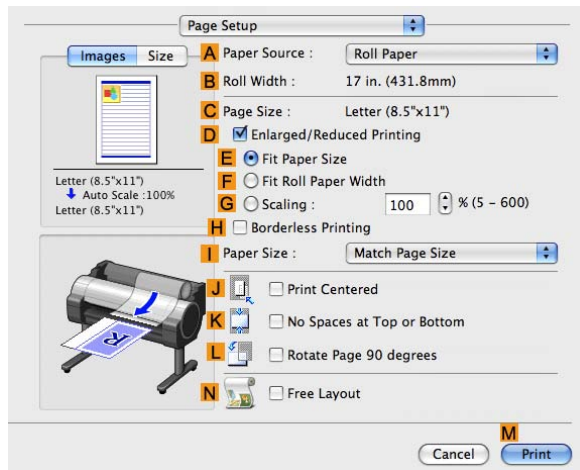 Page Setup
Images Size
A Paper Source : Roll Paper
B Roll Width : 17 in. (431.8mm)
C Page Size : Letter (8.5"x11")
D Enlarged/Reduced Printing
E Fit Paper Size
F Fit Roll Paper Width
G Scaling : 100 % (5 - 600)
Letter (8.5"x11")
Auto Scale :100%
Letter (8.5"x11")
H Borderless Printing
I Paper Size : Match Page Size
J Print Centered
K No Spaces at Top or Bottom
L Rotate Page 90 degrees
N Free Layout
M
Cancel Print